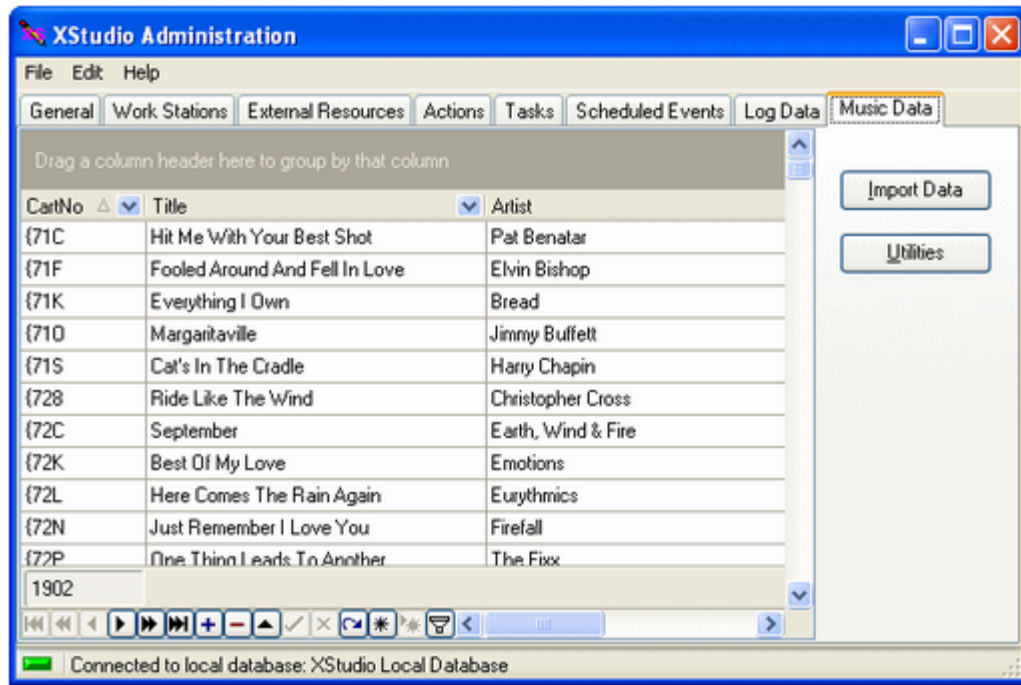 XStudio Administration
File Edit Help
General Work Stations External Resources Actions Tasks Scheduled Events Log Data Music Data
Drag a column header here to group by that column
Import Data
CartNo Title Artist
{71C Hit Me With Your Best Shot Pat Benatar
Utilities
{71F Fooled Around And Fell In Love Elvin Bishop
{71K Everything I Own Bread
{71O Margaritaville Jimmy Buffett
{71S Cat's In The Cradle Harry Chapin
{728 Ride Like The Wind Christopher Cross
{72C September Earth, Wind & Fire
{72K Best Of My Love Emotions
{72L Here Comes The Rain Again Eurythmics
{72N Just Remember I Love You Firefall
{72P One Thing Leads To Another The Fixx
1902
Connected to local database: XStudio Local Database